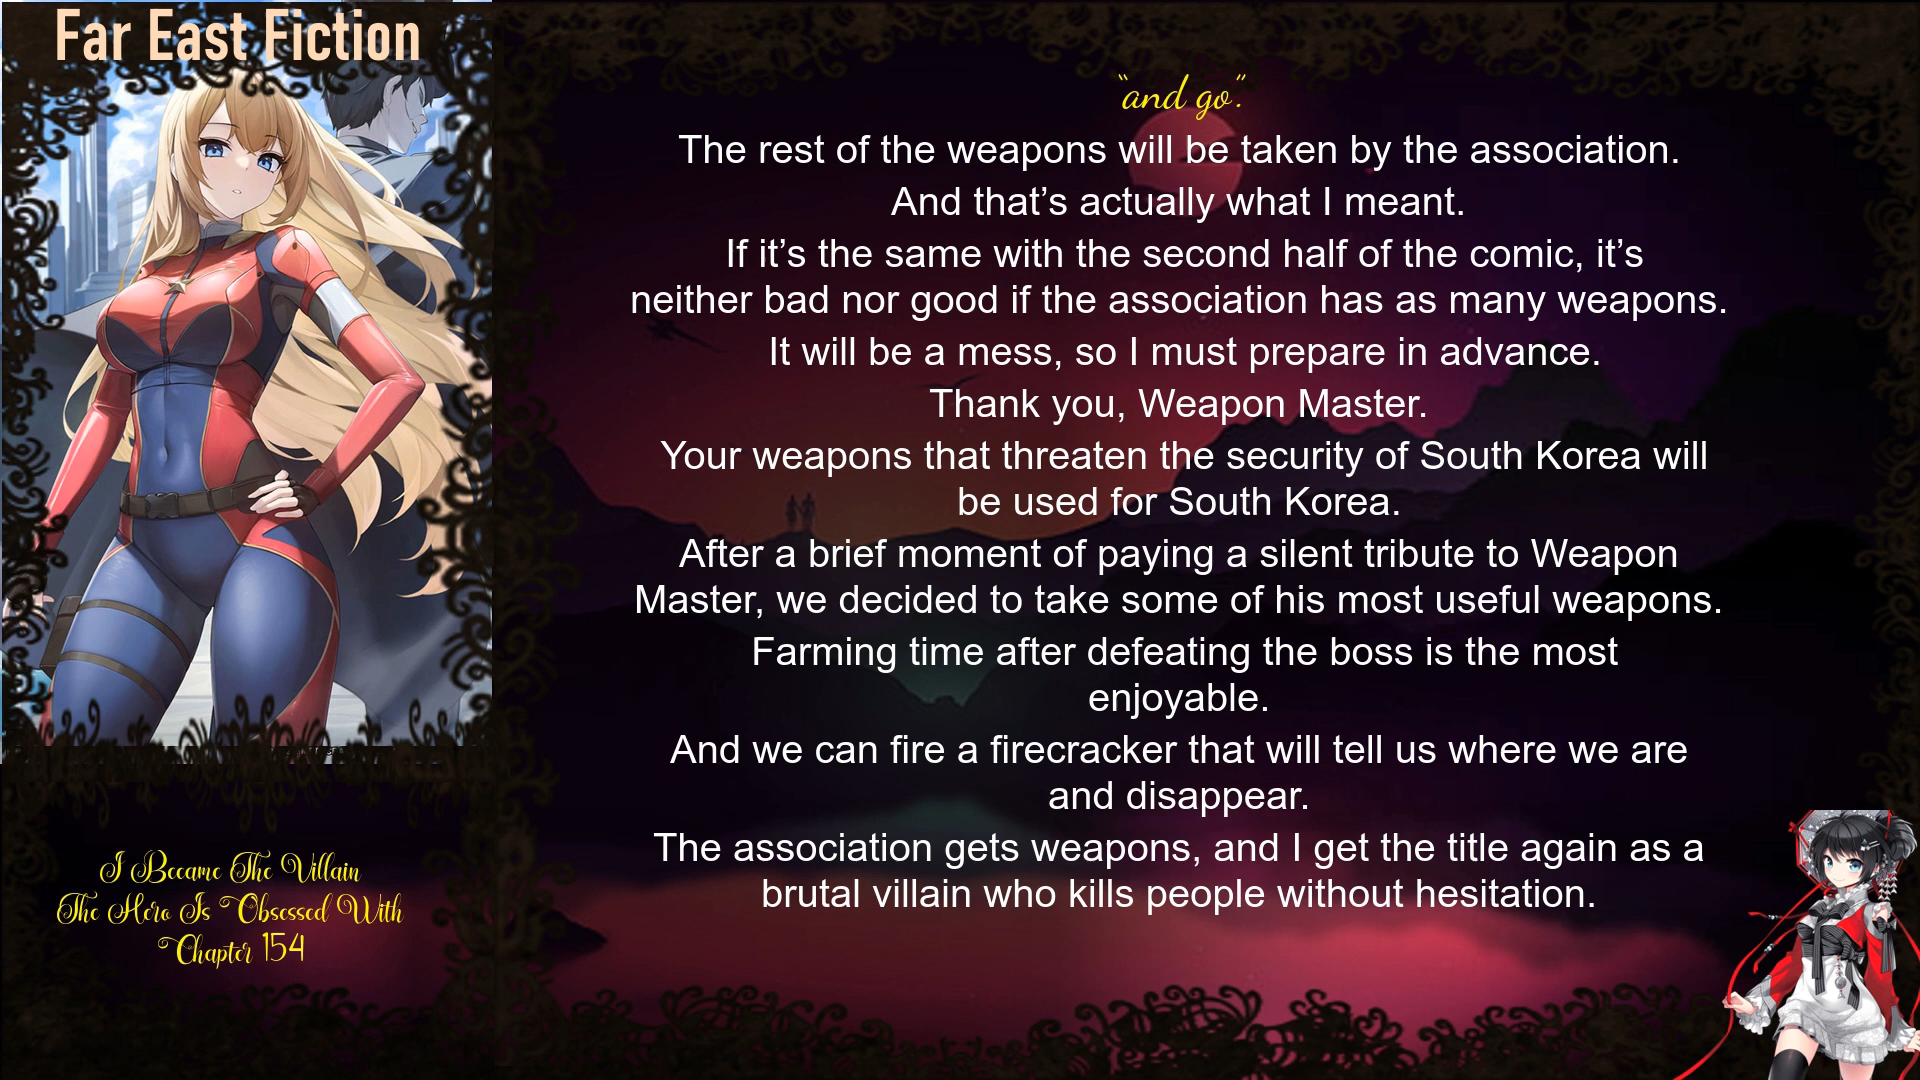 Far East Fiction
"and go".
The rest of the weapons will be taken by the association.
And that's actually what I meant.
If it's the same with the second half of the comic, it's
neither bad nor good if the association has as many weapons.
It will be a mess, so I must prepare in advance.
Thank you, Weapon Master.
Your weapons that threaten the security of South Korea will
be used for South Korea.
After a brief moment of paying a silent tribute to Weapon
Master, we decided to take some of his most useful weapons.
Farming time after defeating the boss is the most
enjoyable.
And we can fire a firecracker that will tell us where we are
and disappear.
The association gets weapons, and I get the title again as a
brutal villain who kills people without hesitation.
I Became The Villain
The Hero Is Obsessed With
Chapter 154